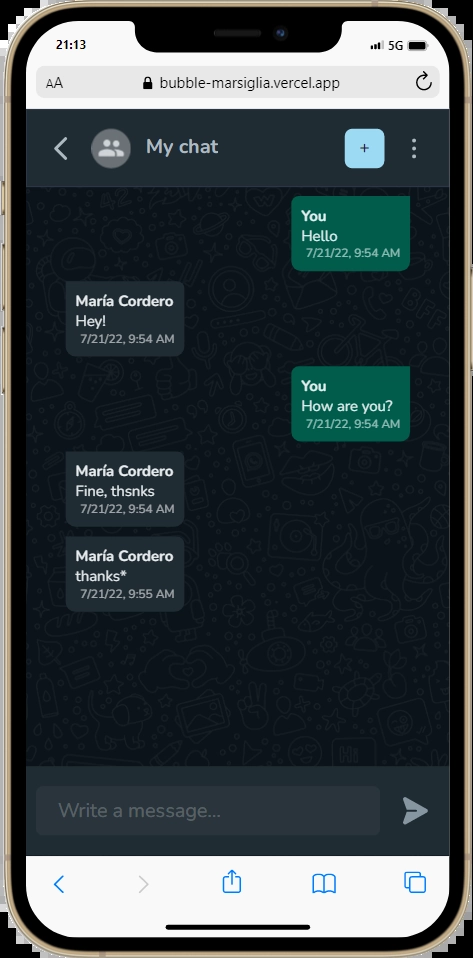 21:13
5G
AA
bubble-marsiglia.vercel.app
My chat
+
You
Hello
7/21/22, 9:54 AM
María Cordero
Hey!
7/21/22, 9:54 AM
You
How are you?
7/21/22, 9:54 AM
María Cordero
Fine, thsnks
7/21/22, 9:54 AM
María Cordero
thanks*
7/21/22, 9:55 AM
Write a message...